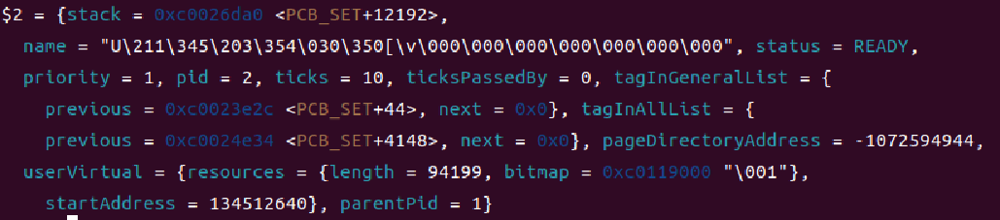 $2 = {stack = 0xc0026da0 <PCB_SET+12192>,
name = "U\211\345\203\354\030\350[\v\000\000\000\000\000\000\000", status = READY,
priority = 1, pid = 2, ticks = 10, ticksPassedBy = 0, tagInGeneralList = {
previous = 0xc0023e2c <PCB_SET+44>, next = 0x0}, tagInAllList = {
previous = 0xc0024e34 <PCB_SET+4148>, next = 0x0}, pageDirectoryAddress = -1072594944,
userVirtual = {resources = {length = 94199, bitmap = 0xc0119000 "\001"},
startAddress = 134512640}, parentPid = 1}